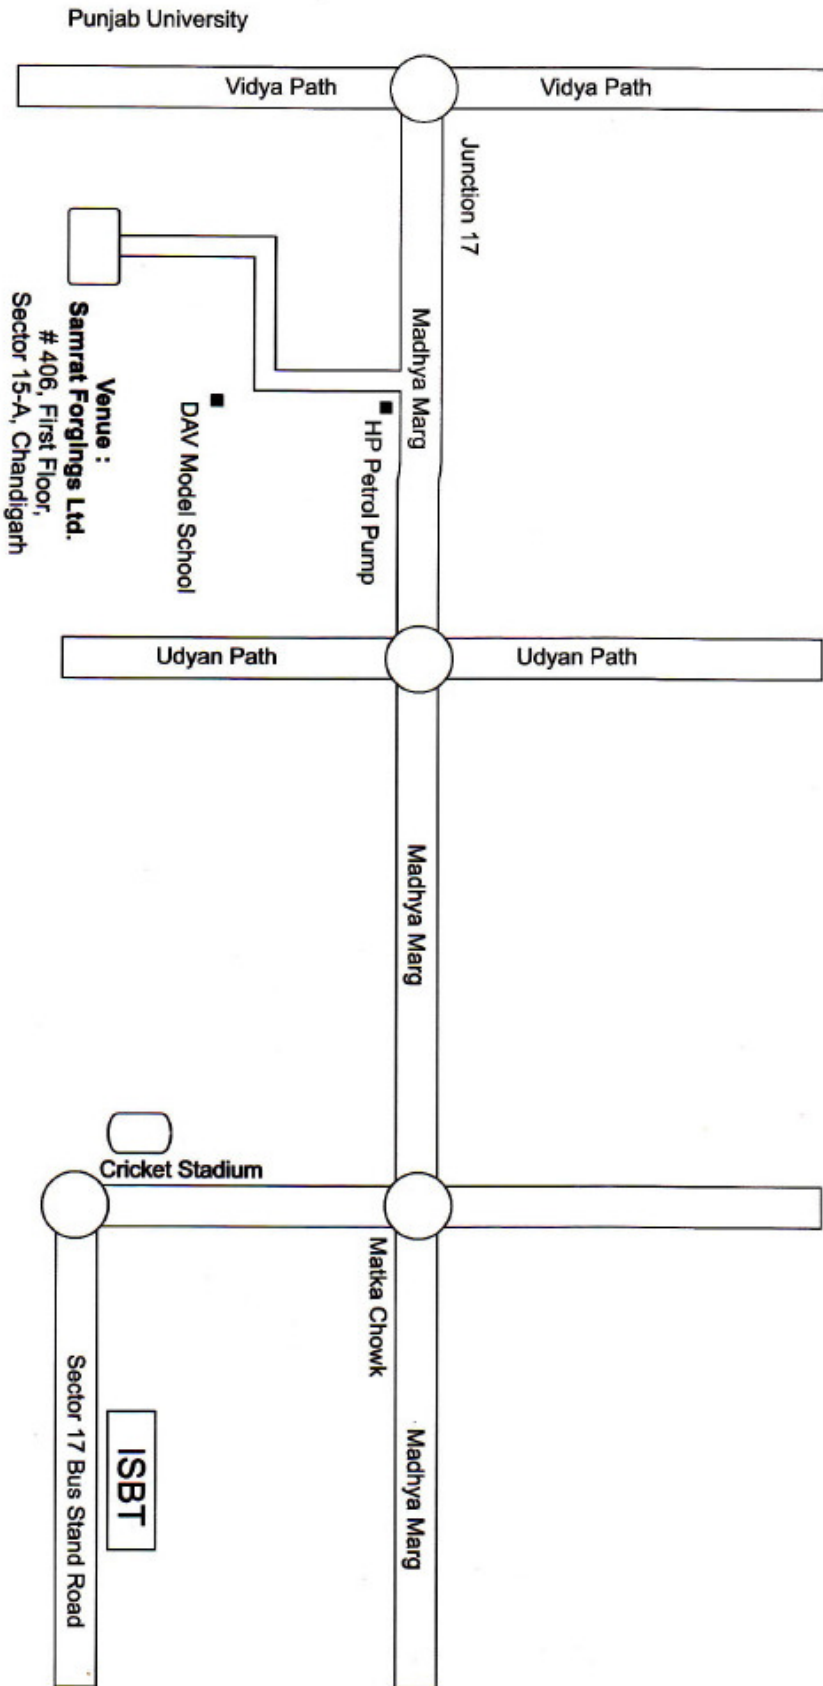 Punjab University
Vidya Path
Vidya Path
Junction 17
Madhya Marg
HP Petrol Pump
DAV Model School
Venue :
Samrat Forgings Ltd.
# 406, First Floor,
Sector 15-A, Chandigarh
Udyan Path
Udyan Path
Madhya Marg
Cricket Stadium
Matka Chowk
Madhya Marg
ISBT
Sector 17 Bus Stand Road